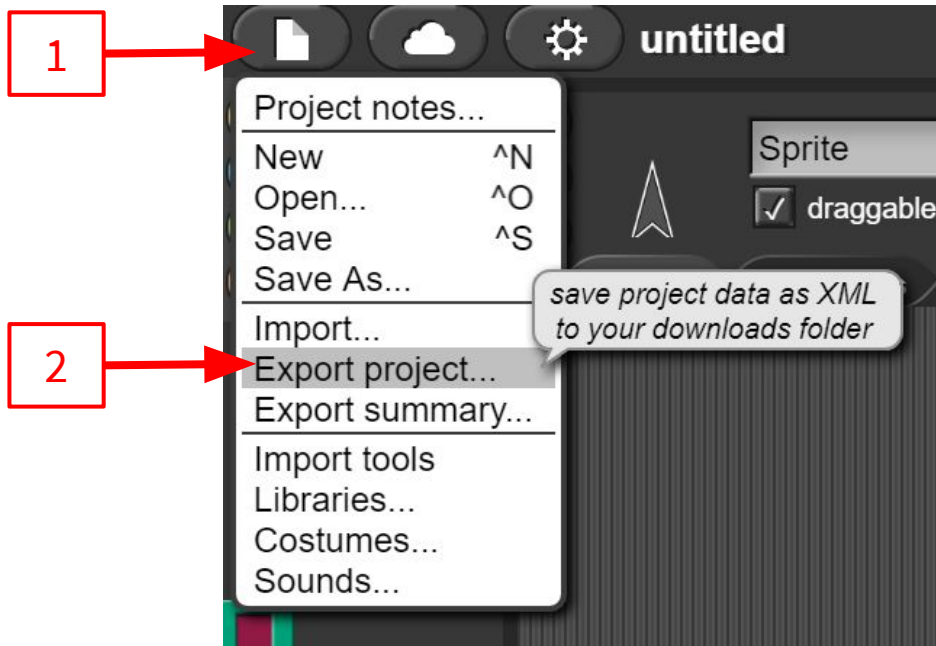 1
untitled
Project notes...
New ^N
Open... ^O
Save ^S
Save As...
Import...
2
Export project...
Export summary...
Import tools
Libraries...
Costumes...
Sounds...
Sprite
draggable
save project data as XML
to your downloads folder